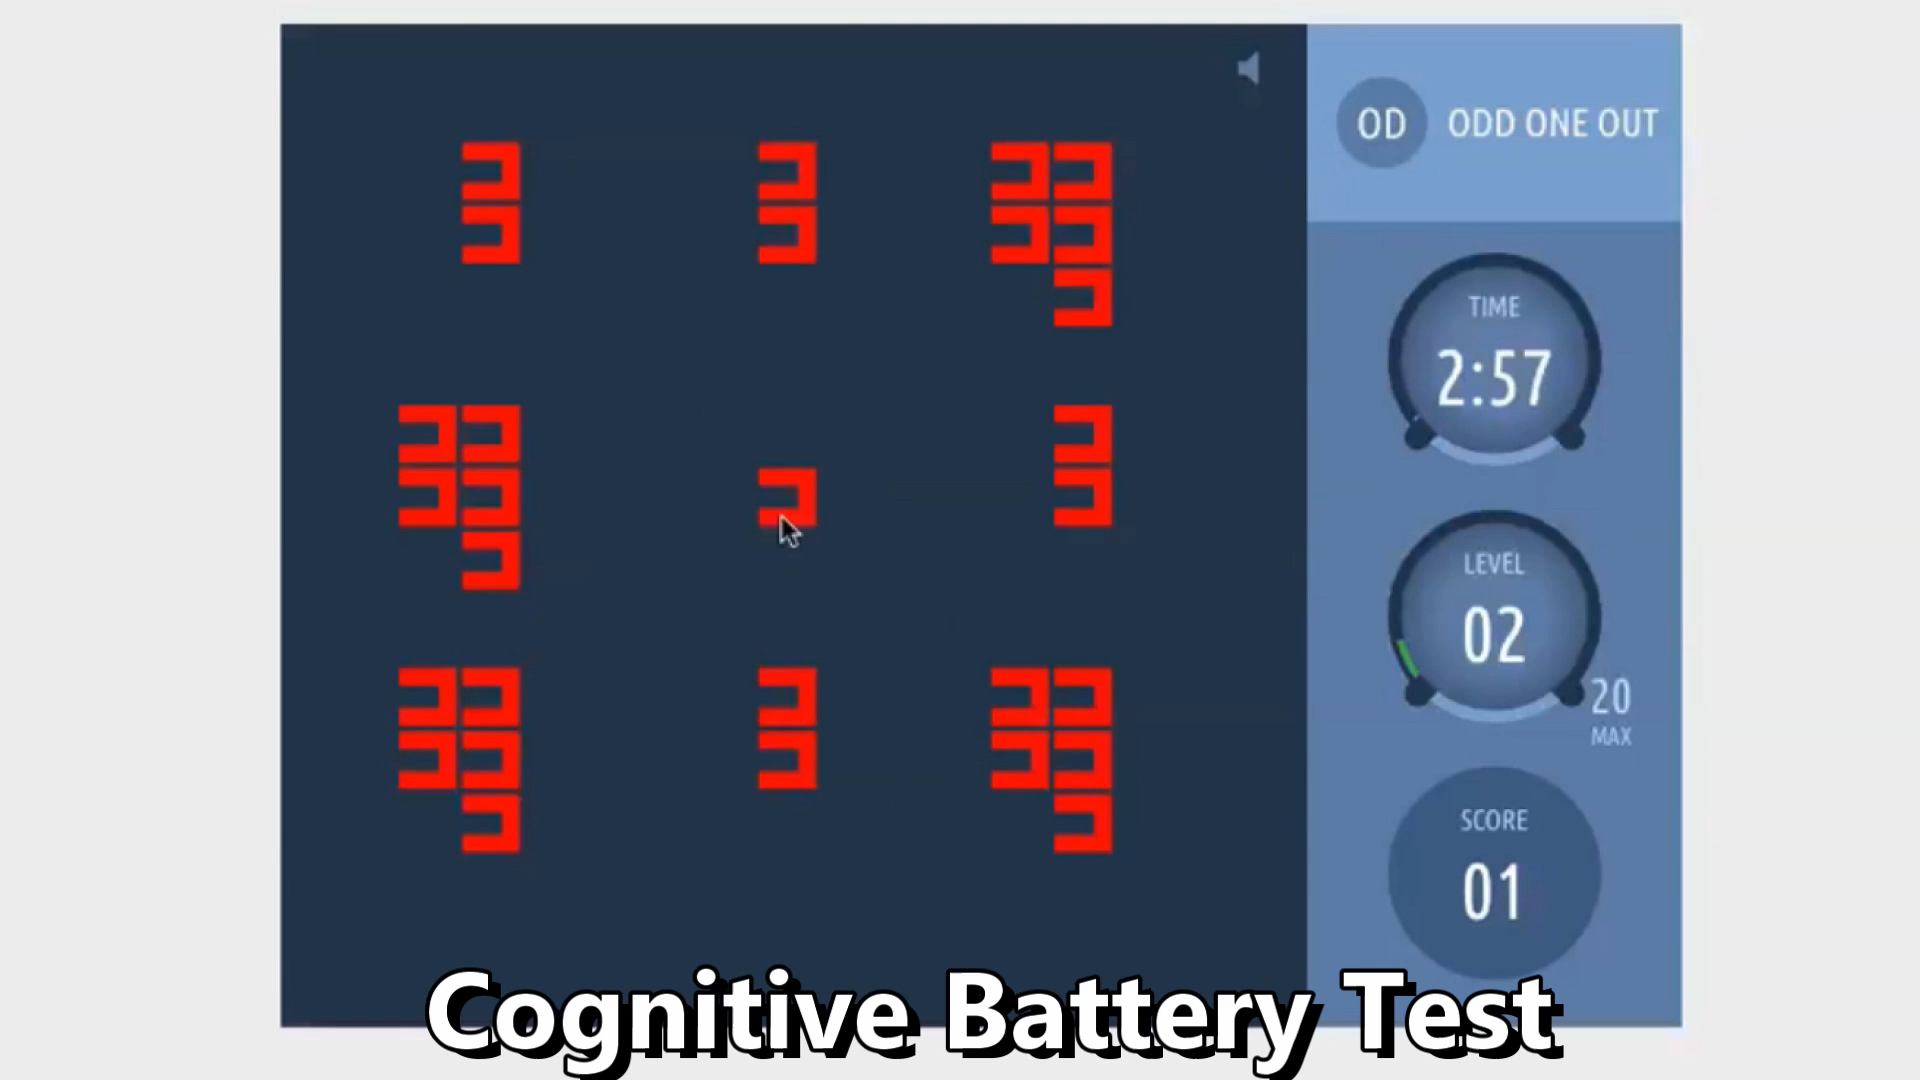 OD
ODD ONE OUT
TIME
2:57
LEVEL
02
20
MAX
SCORE
01
Cognitive Battery Test